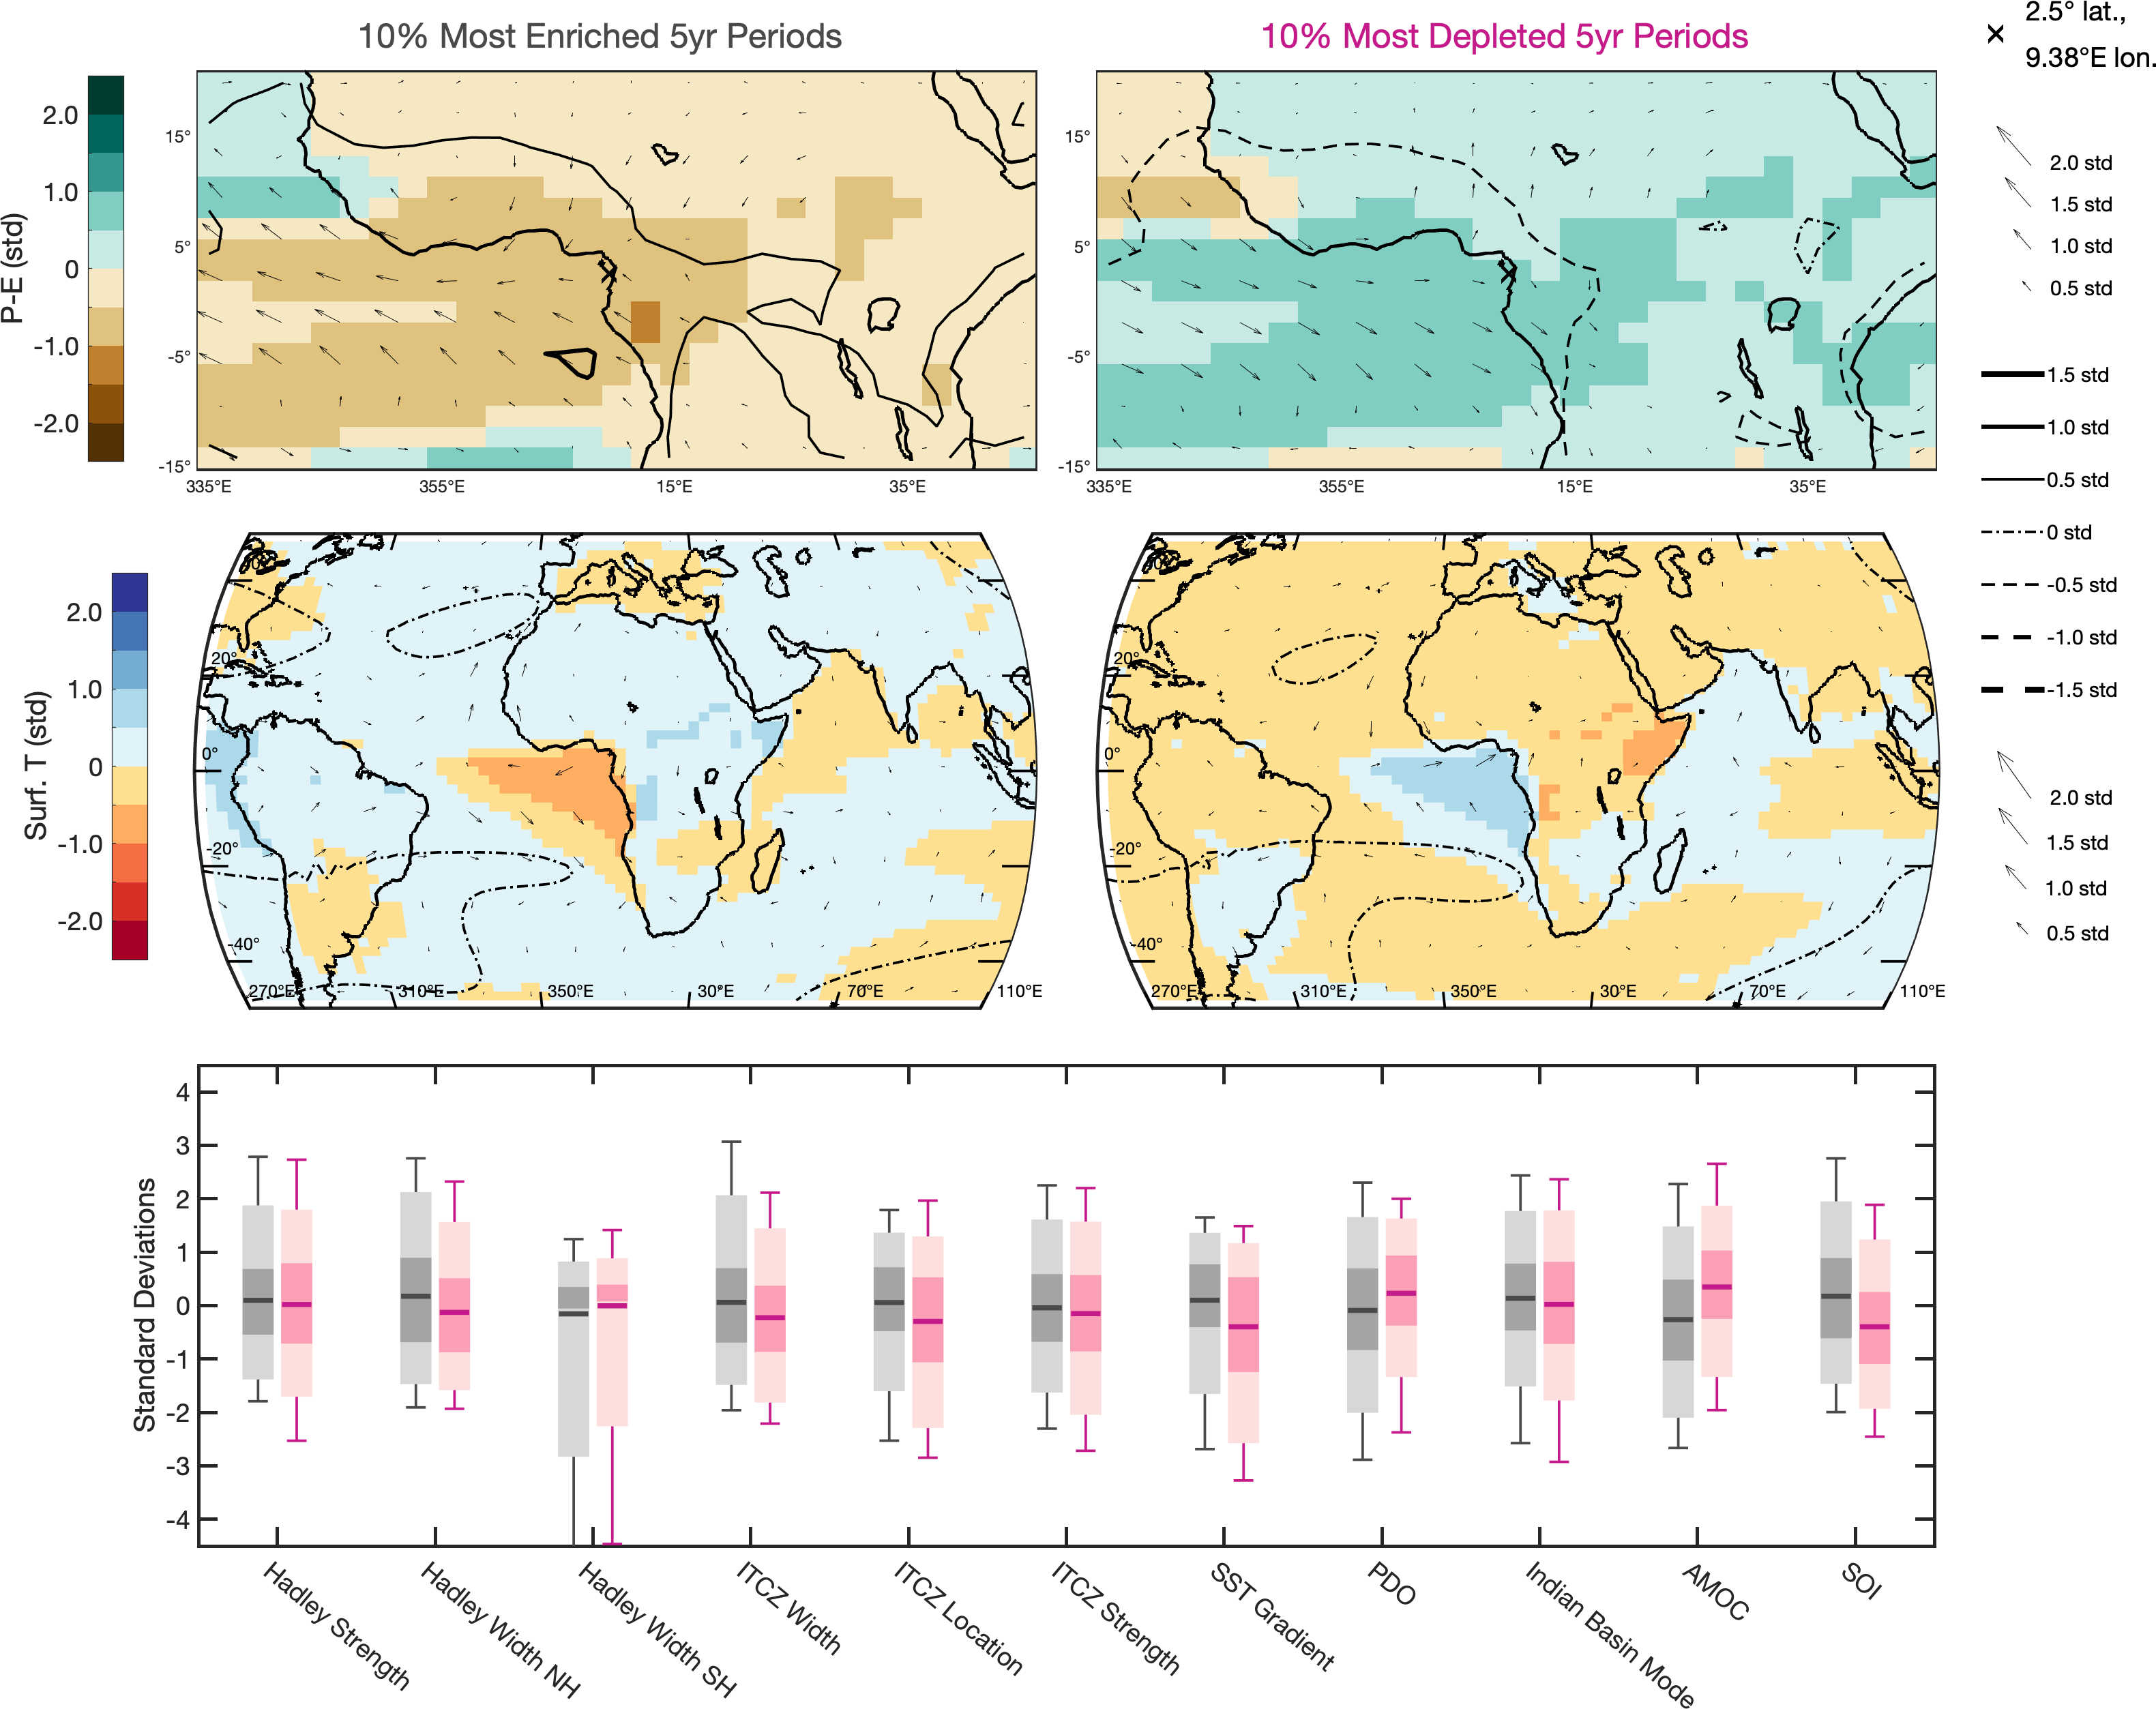 10% Most Enriched 5yr Periods
10% Most Depleted 5yr Periods
2.5° lat.,
9.38°E lon.
P-E (std)
2.0
1.0
0
-1.0
-2.0
15°
5°
-5°
-15°
335°E
355°E
15°E
35°E
15°
5°
-5°
-15°
335°E
355°E
15°E
35°E
2.0 std
1.5 std
1.0 std
0.5 std
1.5 std
1.0 std
0.5 std
0 std
-0.5 std
-1.0 std
-1.5 std
Surf. T (std)
2.0
1.0
0
-1.0
-2.0
20°
0°
-20°
-40°
270°E
310°E
350°E
30°E
70°E
110°E
20°
0°
-20°
-40°
270°E
310°E
350°E
30°E
70°E
110°E
2.0 std
1.5 std
1.0 std
0.5 std
Standard Deviations
4
3
2
1
0
-1
-2
-3
-4
Hadley Strength
Hadley Width NH
Hadley Width SH
ITCZ Width
ITCZ Location
ITCZ Strength
SST Gradient
PDO
Indian Basin Mode
AMOC
SOI